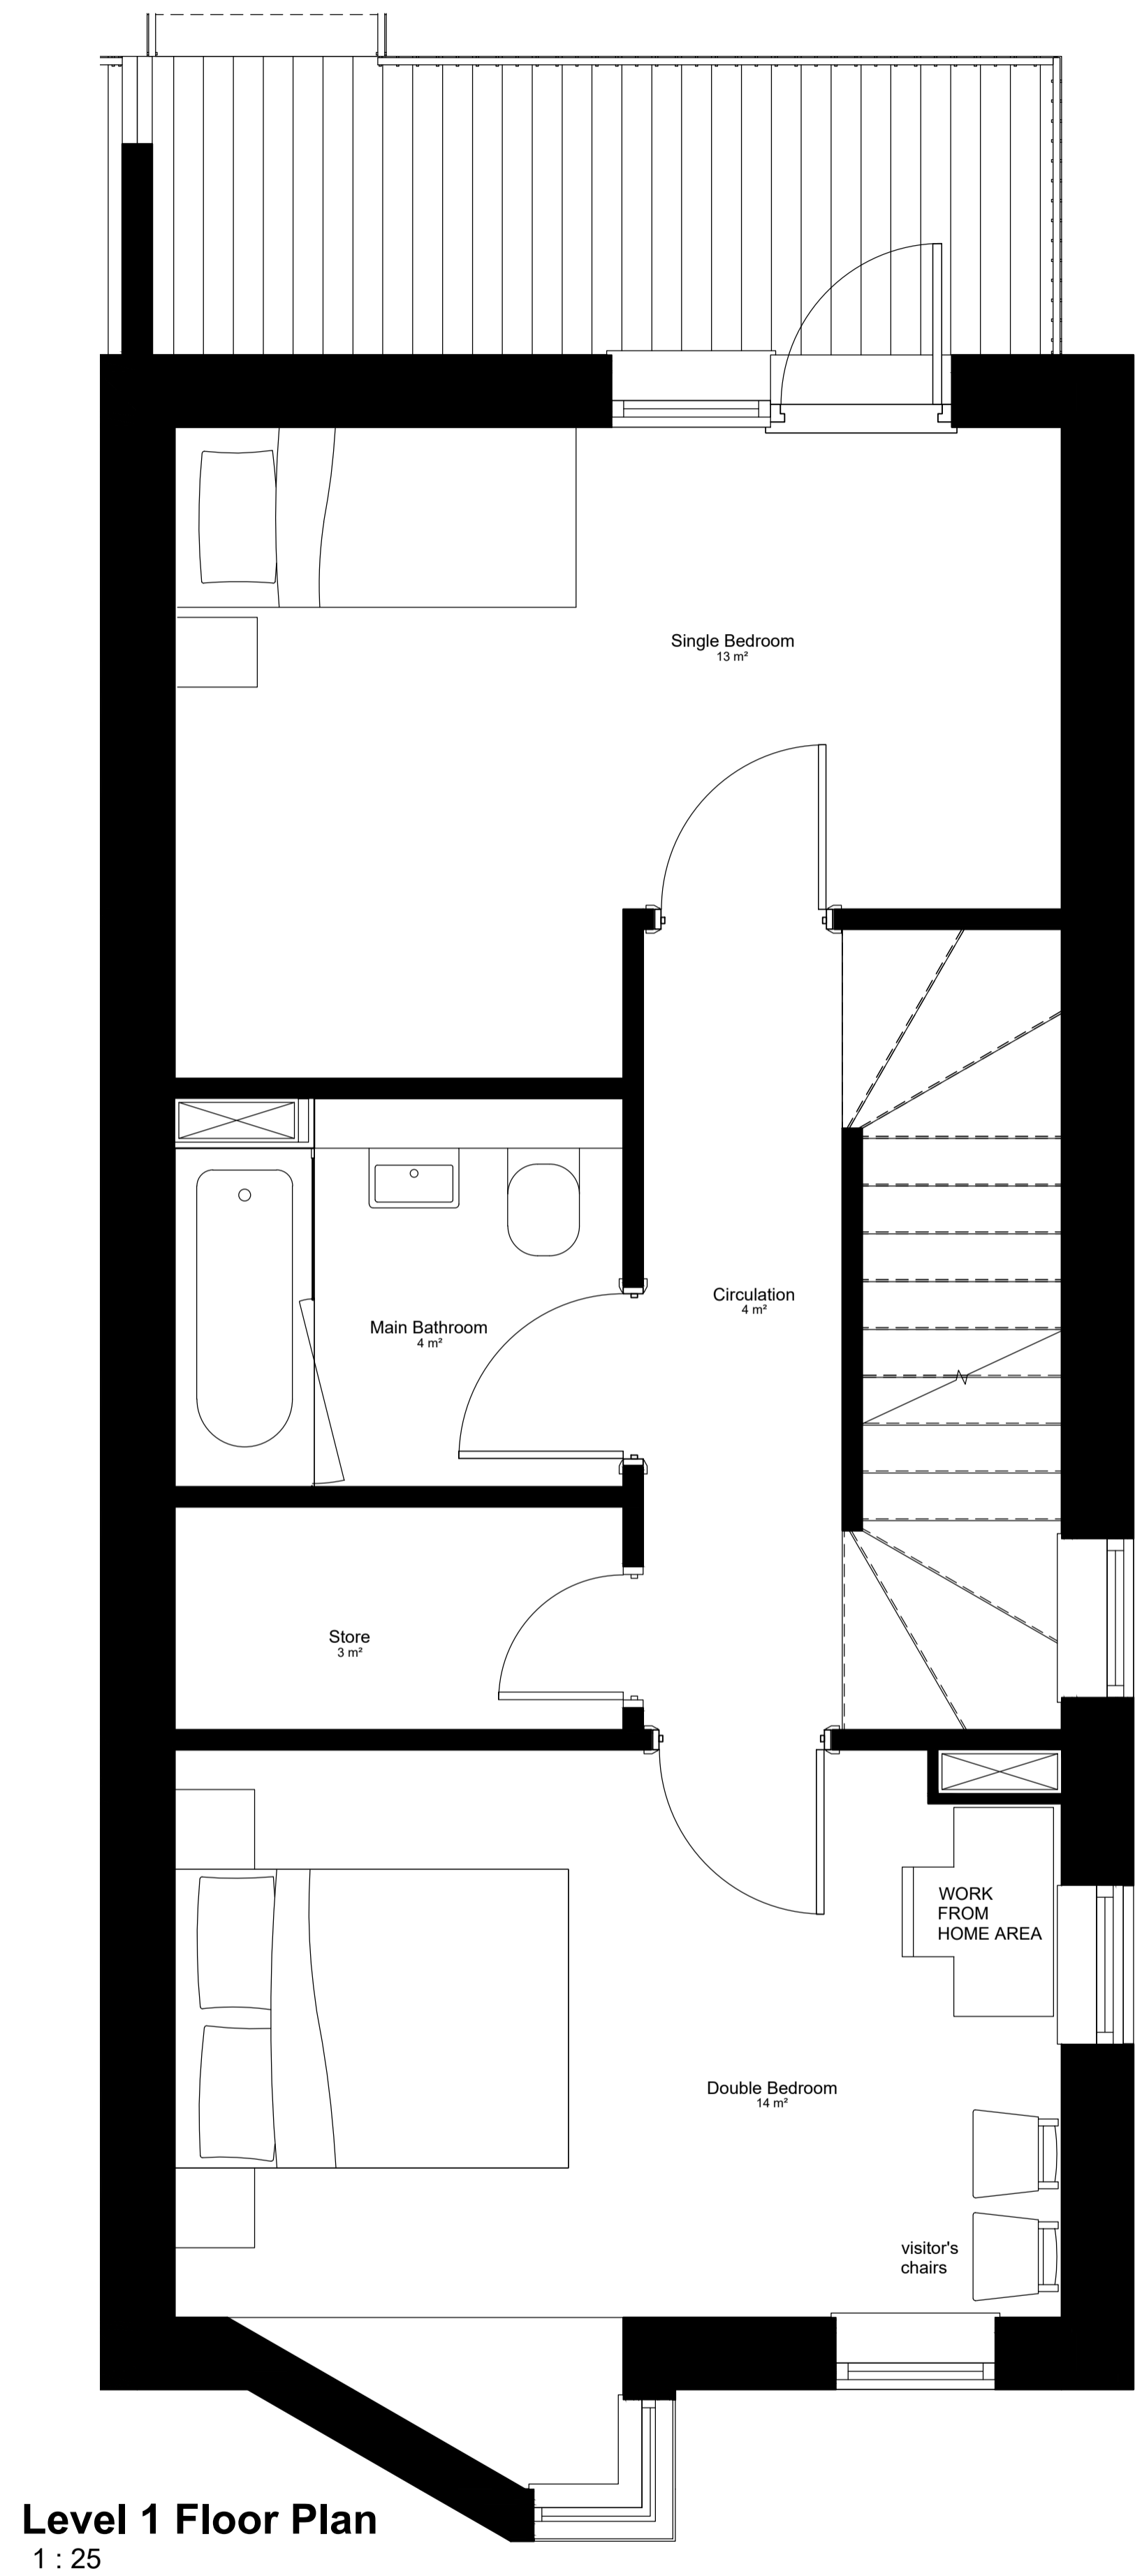 Single Bedroom
13 m²
Circulation
4 m²
Main Bathroom
4 m²
Store
3 m²
WORK
FROM
HOME AREA
Double Bedroom
14 m²
visitor's
chairs
Level 1 Floor Plan
1 : 25